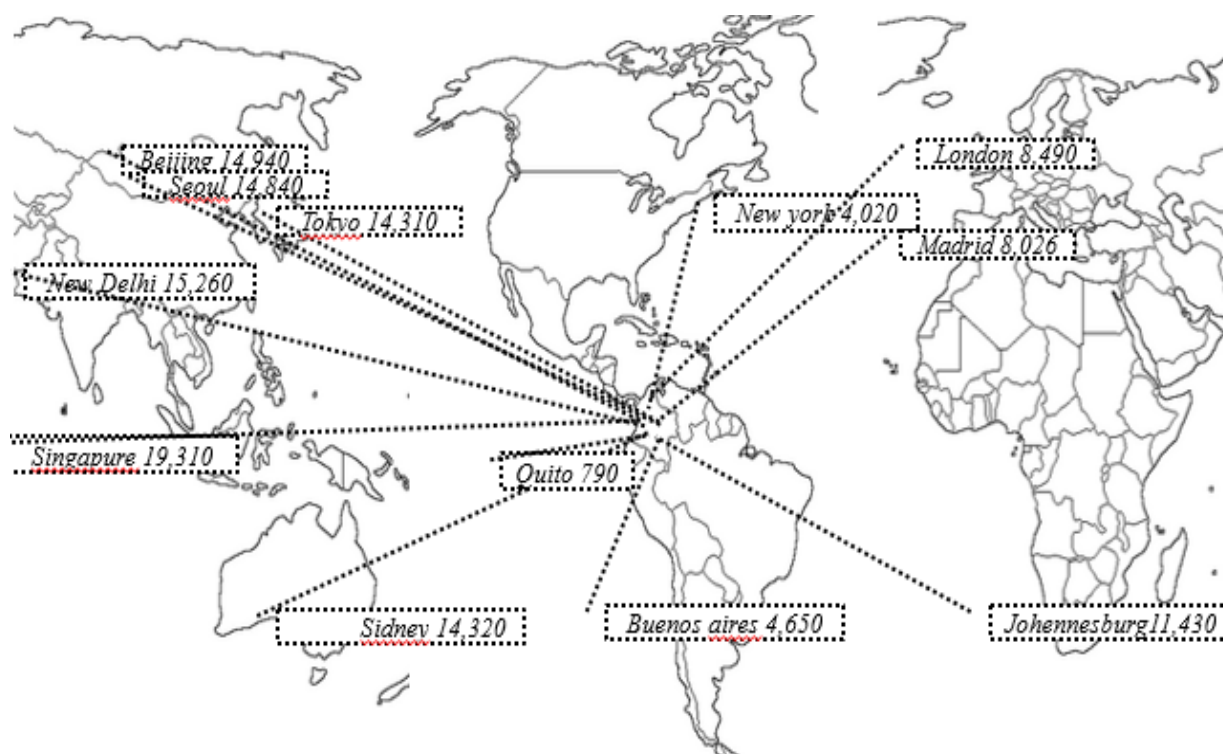 Beijing 14,940
London 8,490
Seoul 14,840
Tokyo 14,310
New york 4,020
Madrid 8,026
New Delhi 15,260
Singapure 19,310
Quito 790
Sidney 14,320
Buenos aires 4,650
Johennesburg11,430